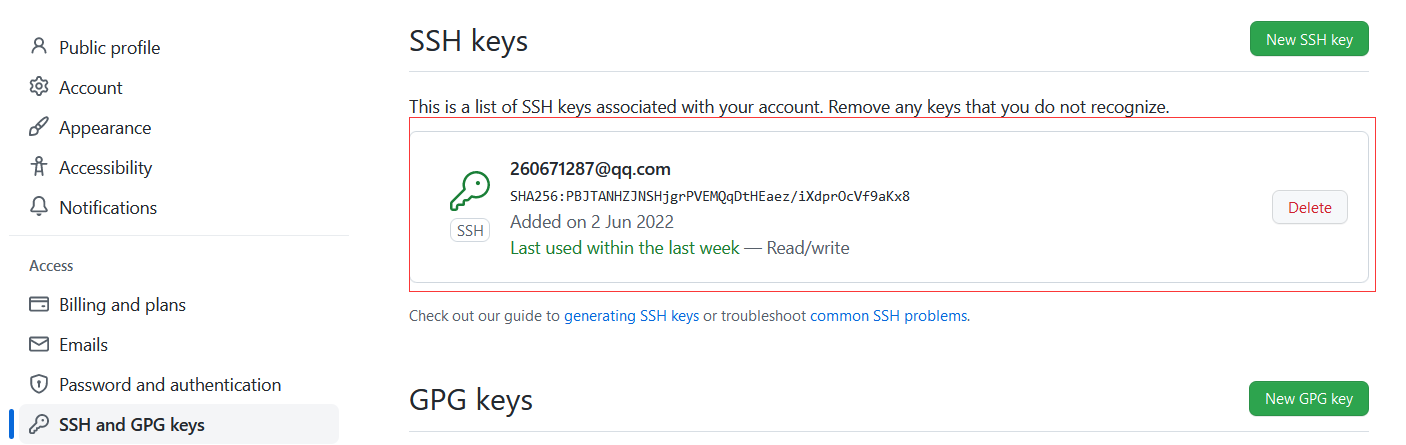 Public profile
Account
Appearance
Accessibility
Notifications
Access
Billing and plans
Emails
Password and authentication
SSH and GPG keys
SSH keys
New SSH key
This is a list of SSH keys associated with your account. Remove any keys that you do not recognize.
260671287@qq.com
SHA256:PBJTANHZJNSHjgrPVEMQqDtHEaez/iXdprOcVf9aKx8
SSH
Added on 2 Jun 2022
Last used within the last week — Read/write
Delete
Check out our guide to generating SSH keys or troubleshoot common SSH problems.
GPG keys
New GPG key